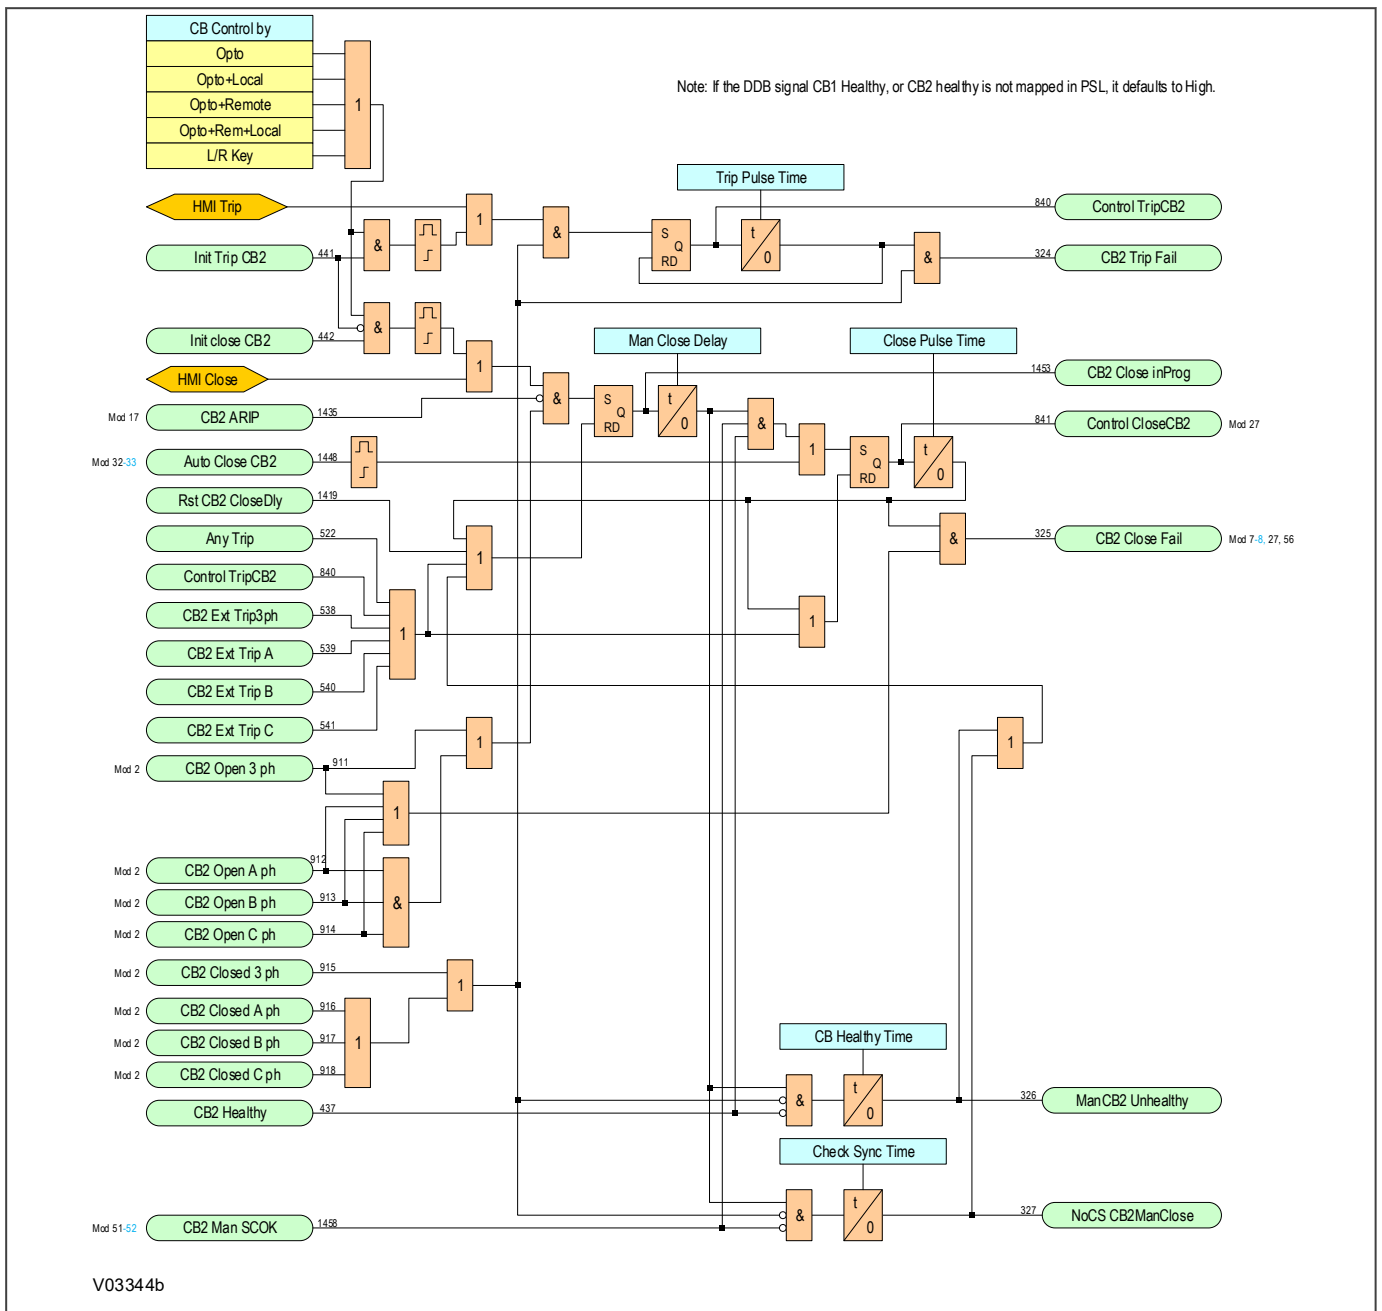 CB Control by
Opto
Opto+Local
Opto+Remote
Opto+Rem+Local
L/R Key
1
Note: If the DDB signal CB1 Healthy, or CB2 healthy is not mapped in PSL, it defaults to High.
Trip Pulse Time
HMI Trip
1
&
S
Q
RD
t
0
840
Control TripCB2
Init Trip CB2
441
&
&
324
CB2 Trip Fail
Init close CB2
442
&
Man Close Delay
Close Pulse Time
HMI Close
1
&
S
Q
RD
t
0
1453
CB2 Close inProg
Mod 17
CB2 ARIP
1435
&
841
Control CloseCB2
Mod 27
Mod 32-33
Auto Close CB2
1448
1
S
Q
RD
t
0
Rst CB2 CloseDly
1419
Any Trip
522
1
&
325
CB2 Close Fail
Mod 7-8, 27, 56
Control TripCB2
840
CB2 Ext Trip3ph
538
1
1
CB2 Ext Trip A
539
CB2 Ext Trip B
540
CB2 Ext Trip C
541
1
1
Mod 2
CB2 Open 3 ph
911
1
Mod 2
CB2 Open A ph
912
Mod 2
CB2 Open B ph
913
&
Mod 2
CB2 Open C ph
914
Mod 2
CB2 Closed 3 ph
915
1
Mod 2
CB2 Closed A ph
916
Mod 2
CB2 Closed B ph
917
1
CB Healthy Time
Mod 2
CB2 Closed C ph
918
CB2 Healthy
437
&
t
0
326
ManCB2 Unhealthy
Check Sync Time
Mod 51-52
CB2 Man SCOK
1458
&
t
0
327
NoCS CB2ManClose
V03344b